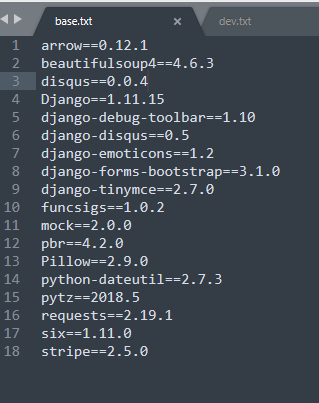 base.txt
dev.txt
1 arrow==0.12.1
2 beautifulsoup4==4.6.3
3 disqus==0.0.4
4 Django==1.11.15
5 django-debug-toolbar==1.10
6 django-disqus==0.5
7 django-emoticons==1.2
8 django-forms-bootstrap==3.1.0
9 django-tinymce==2.7.0
10 funcsigs==1.0.2
11 mock==2.0.0
12 pbr==4.2.0
13 Pillow==2.9.0
14 python-dateutil==2.7.3
15 pytz==2018.5
16 requests==2.19.1
17 six==1.11.0
18 stripe==2.5.0